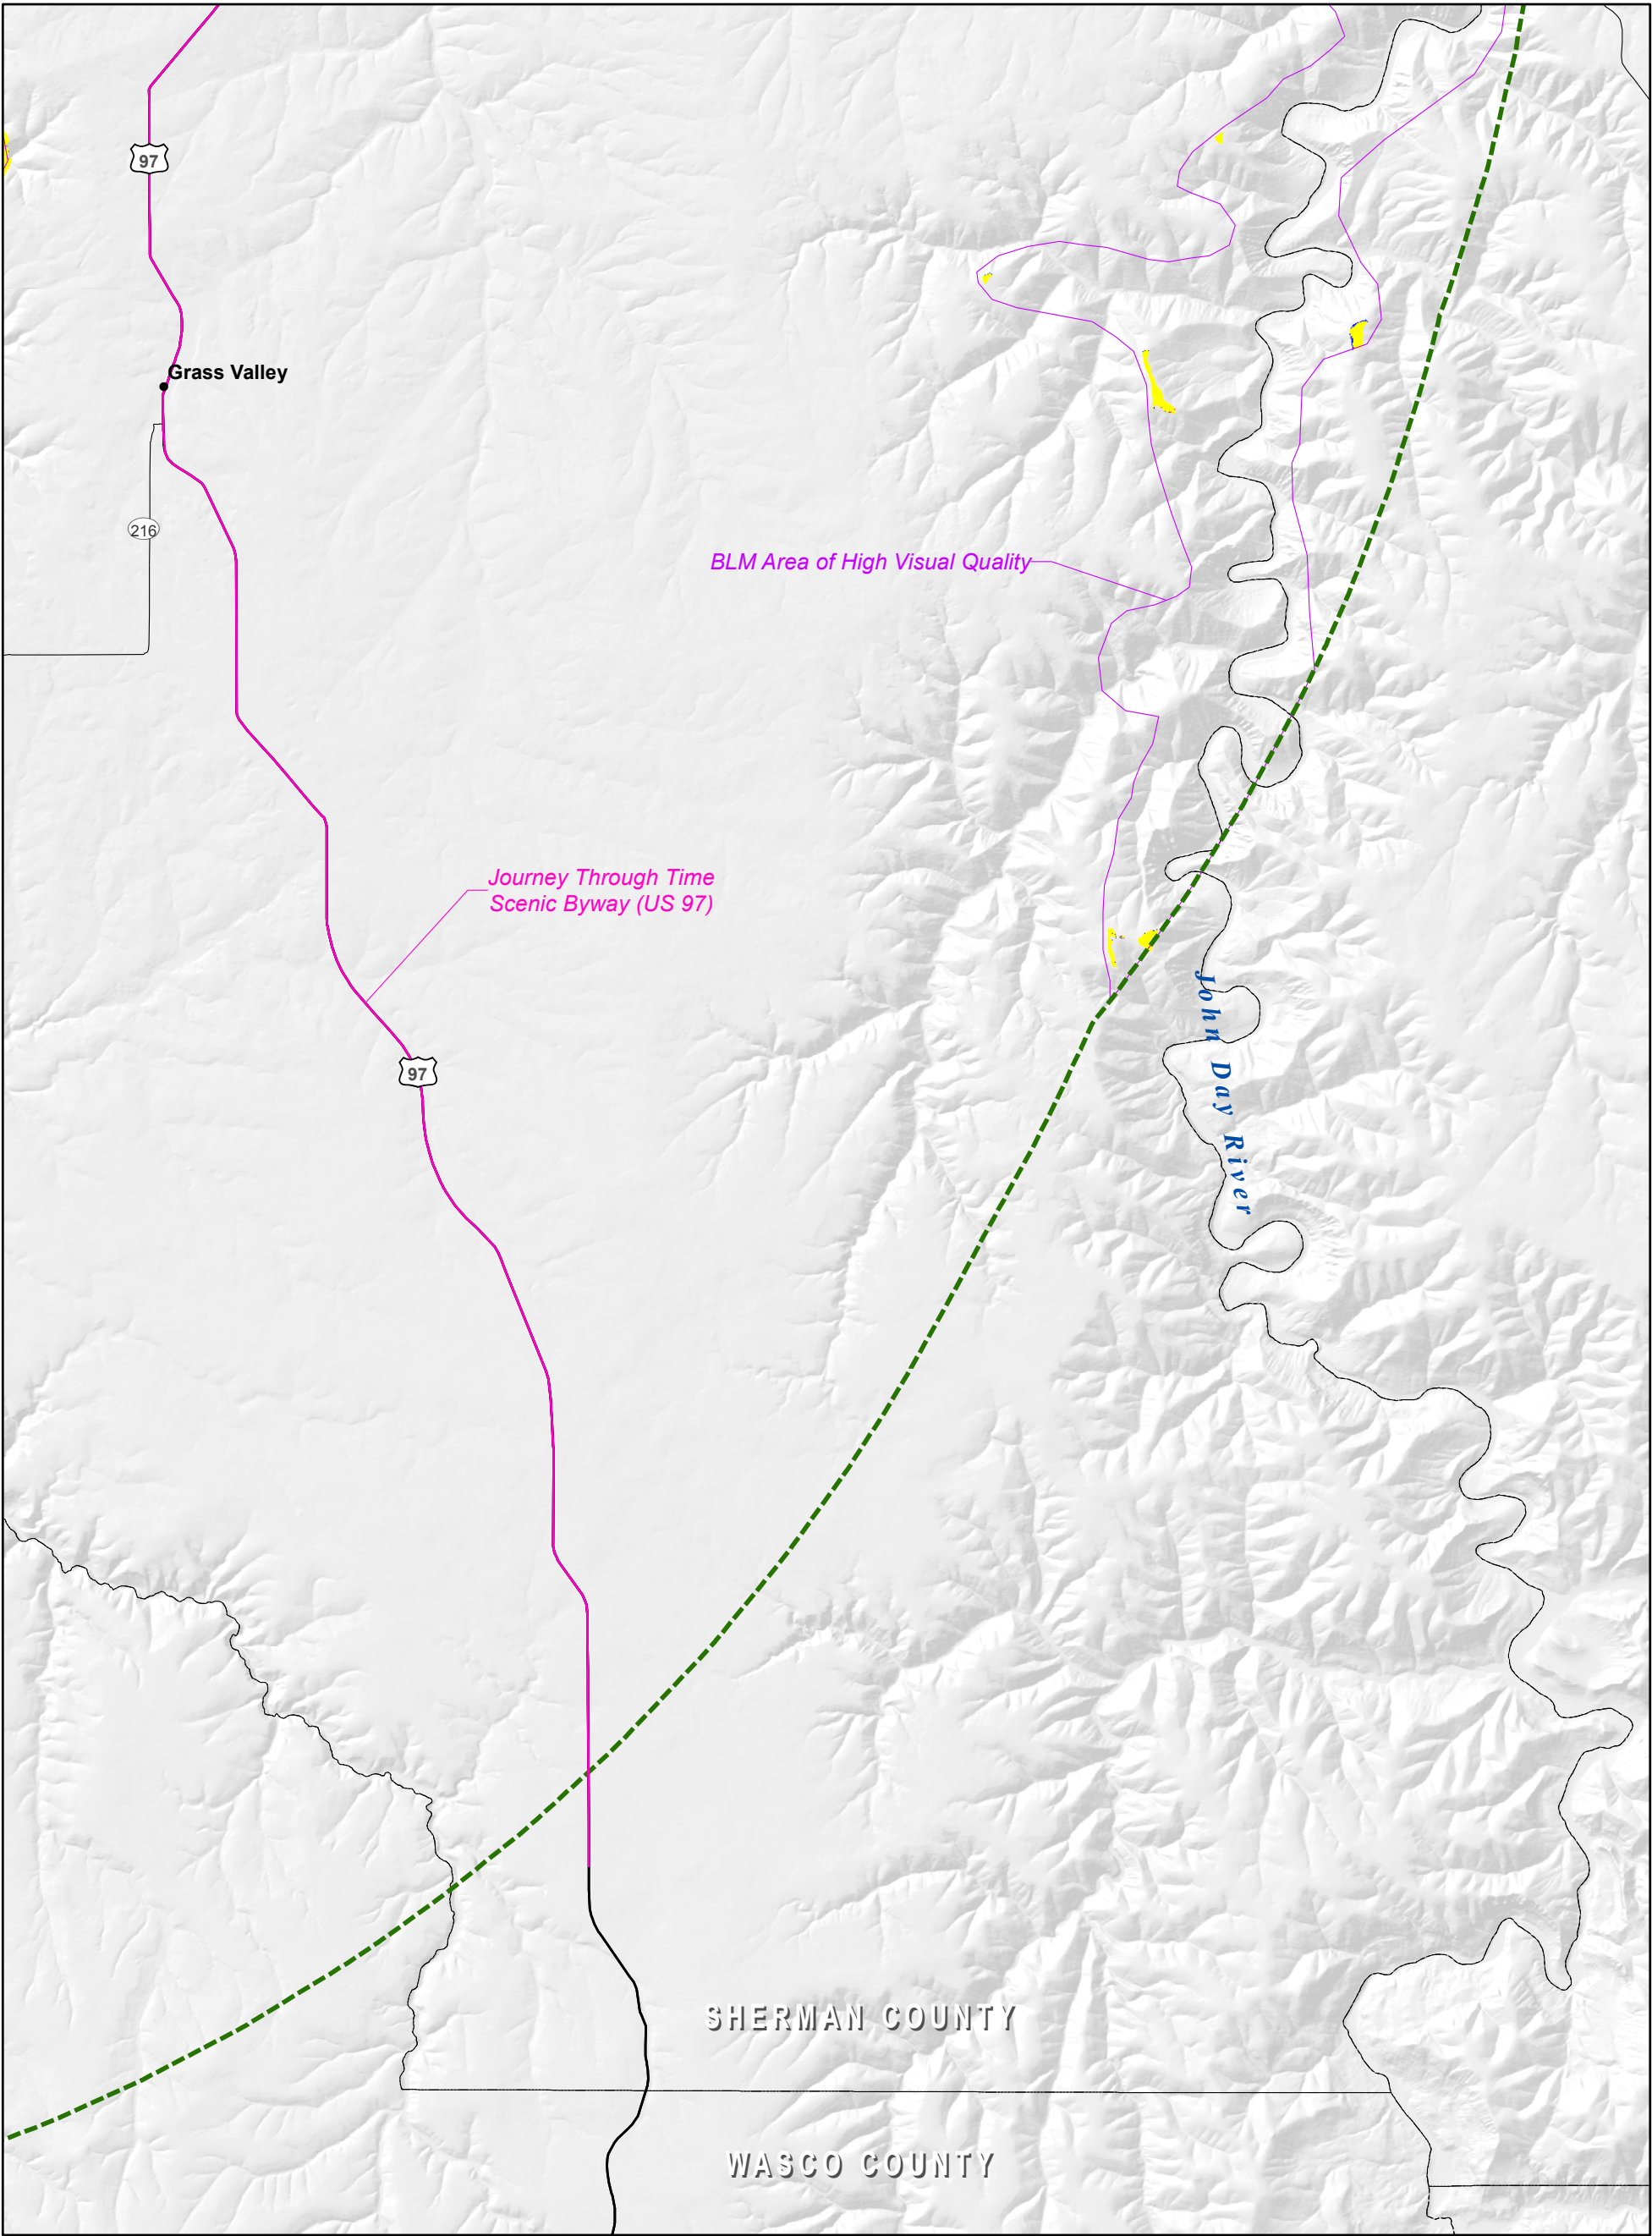 97
Grass Valley
216
BLM Area of High Visual Quality
Journey Through Time
Scenic Byway (US 97)
John Day River
97
SHERMAN COUNTY
WASCO COUNTY